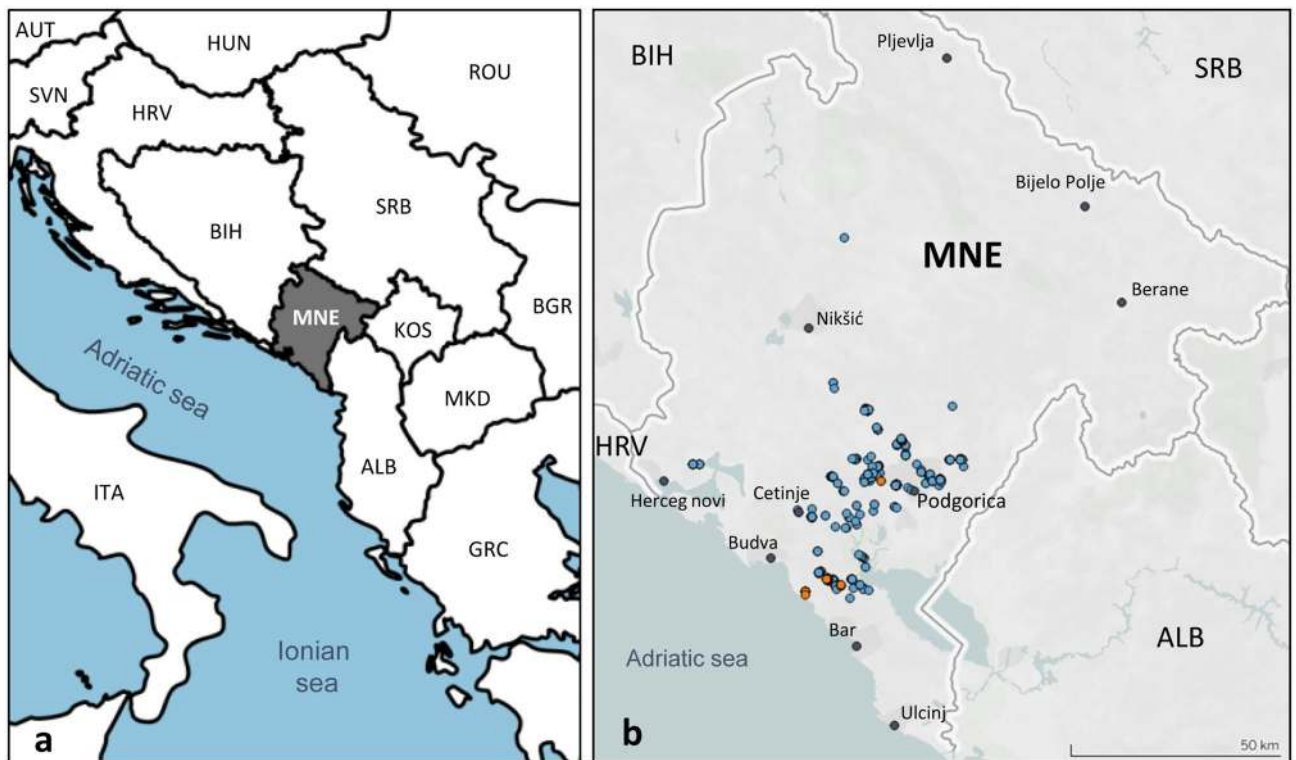 AUT
HUN
ROU
SVN
HRV
SRB
BIH
BGR
MNE
KOS
Adriatic sea
MKD
ALB
ITA
GRC
Ionian
sea
a
BIH
Pljevlja
SRB
Bijelo Polje
MNE
Berane
Nikšić
HRV
Herceg novi
Cetinje
Podgorica
Budva
Bar
ALB
Adriatic sea
Ulcinj
b
50 km